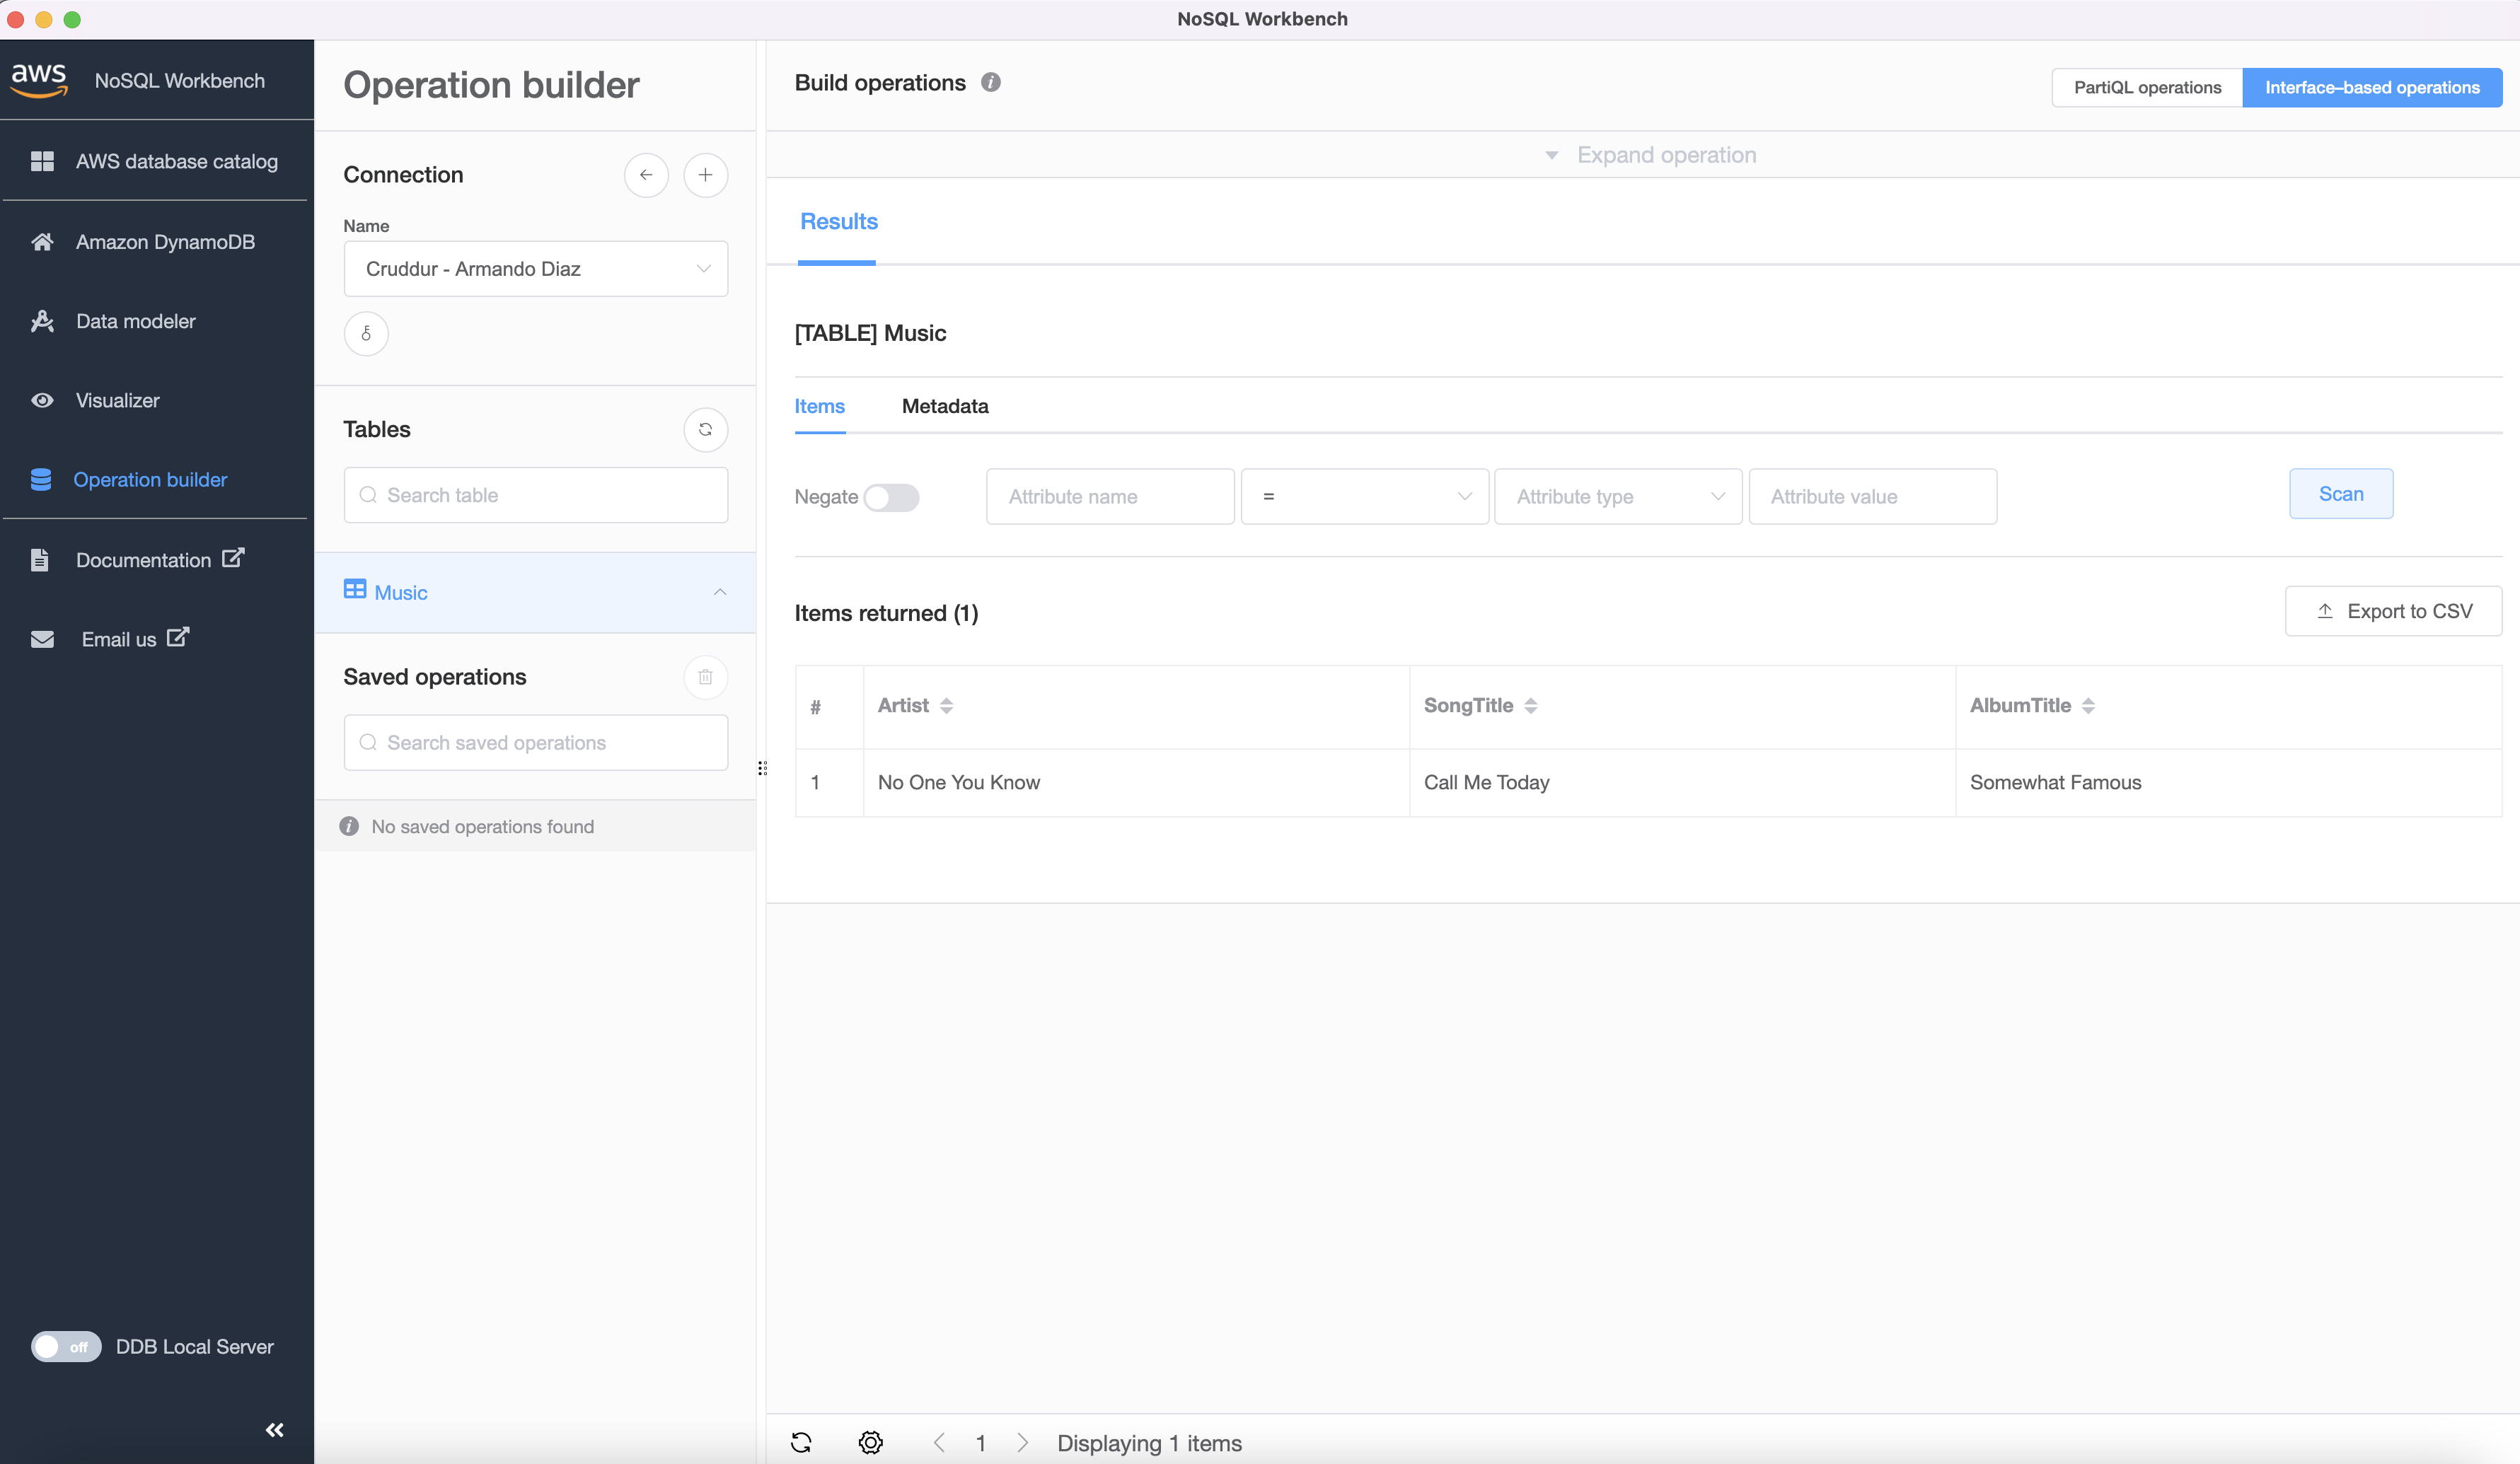 NoSQL Workbench
aws NoSQL Workbench
AWS database catalog
Amazon DynamoDB
Data modeler
Visualizer
Operation builder
Documentation
Email us
off DDB Local Server
Operation builder
Connection
Name
Cruddur - Armando Diaz
Tables
Search table
Music
Saved operations
Search saved operations
No saved operations found
Build operations
PartiQL operations Interface–based operations
Expand operation
Results
[TABLE] Music
Items Metadata
Negate Attribute name = Attribute type Attribute value Scan
Items returned (1) Export to CSV
# Artist SongTitle AlbumTitle
1 No One You Know Call Me Today Somewhat Famous
1 Displaying 1 items